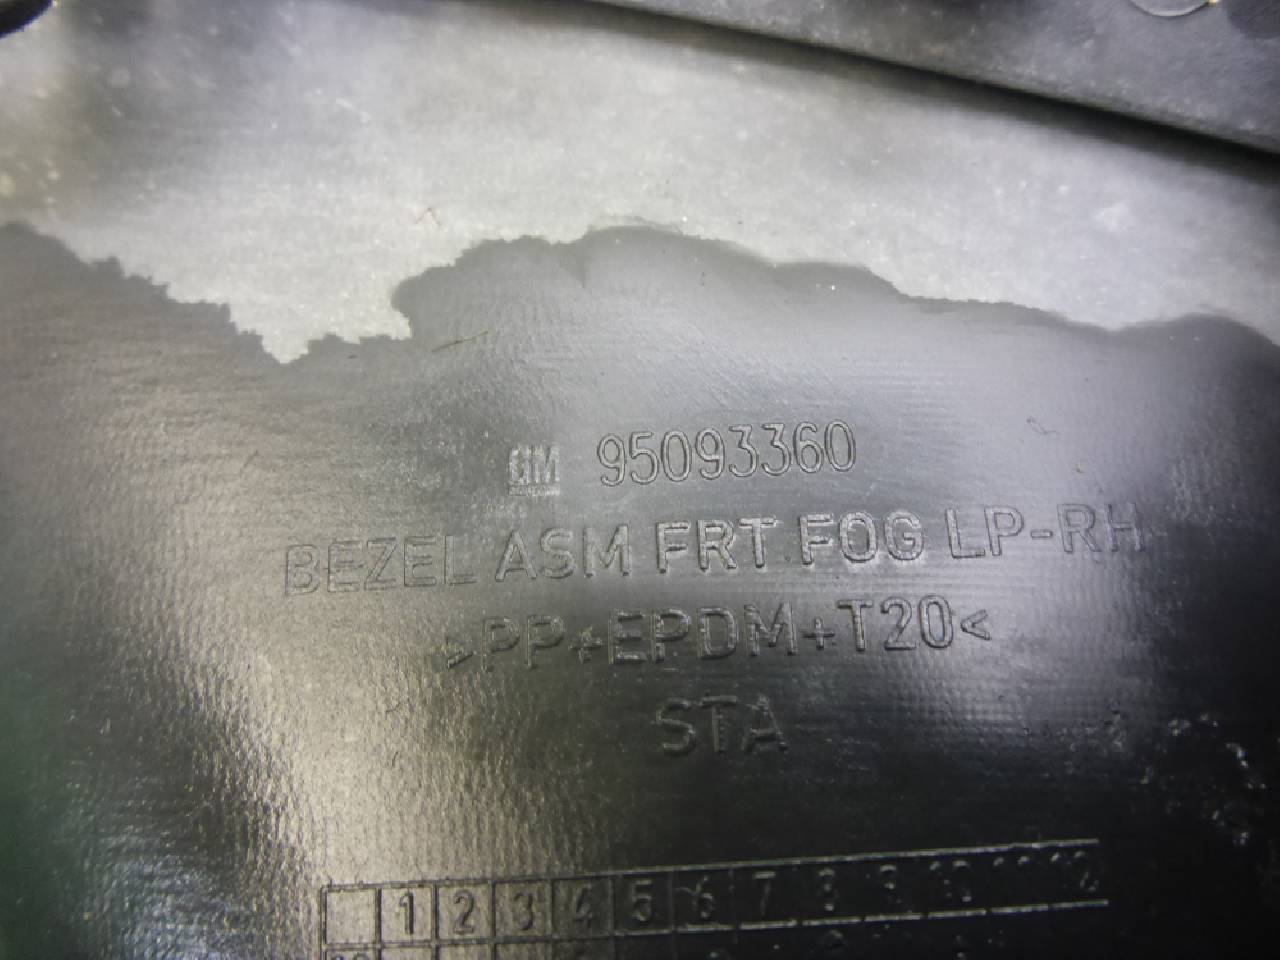 GM 95093360
BEZEL ASM FRT FOG LP-RH
>PP+EPDM+T20<
STA
1 2 3 4 5 6 7 8 9 10 11 12